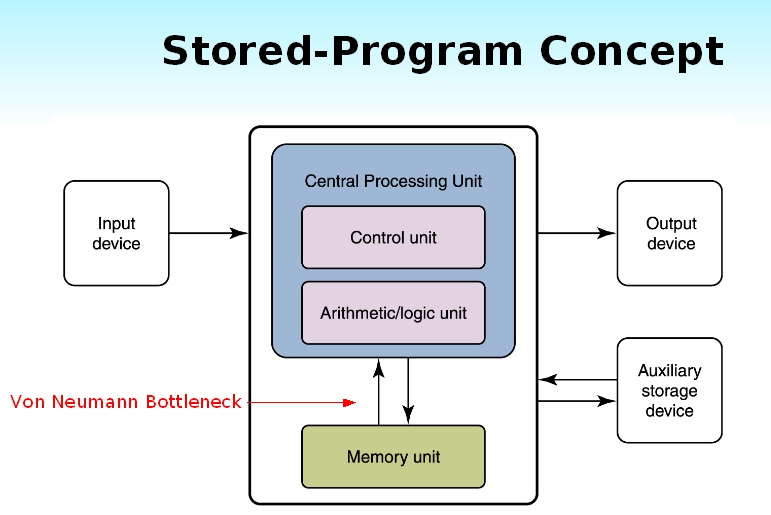 Stored-Program Concept
Central Processing Unit
Input
device
Control unit
Output
device
Arithmetic/logic unit
Auxiliary
storage
device
Von Neumann Bottleneck
Memory unit